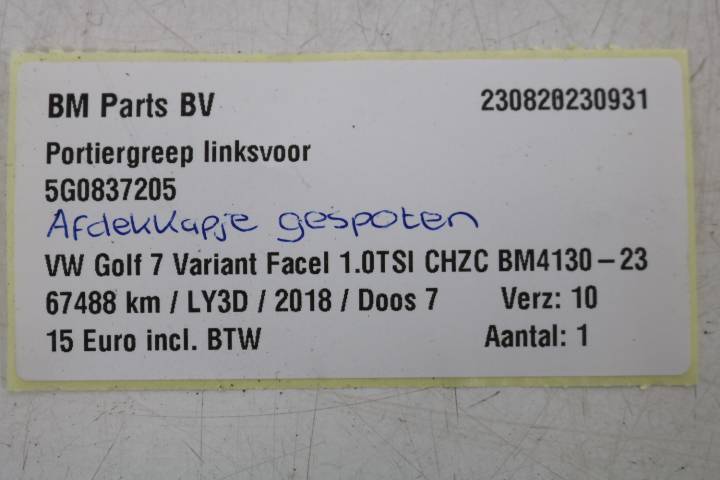 BM Parts BV 230820230931
Portiergreep linksvoor
5G0837205
Afdekkapje gespoten
VW Golf 7 Variant Facel 1.0TSI CHZC BM4130-23
67488 km / LY3D / 2018 / Doos 7 Verz: 10
15 Euro incl. BTW Aantal: 1